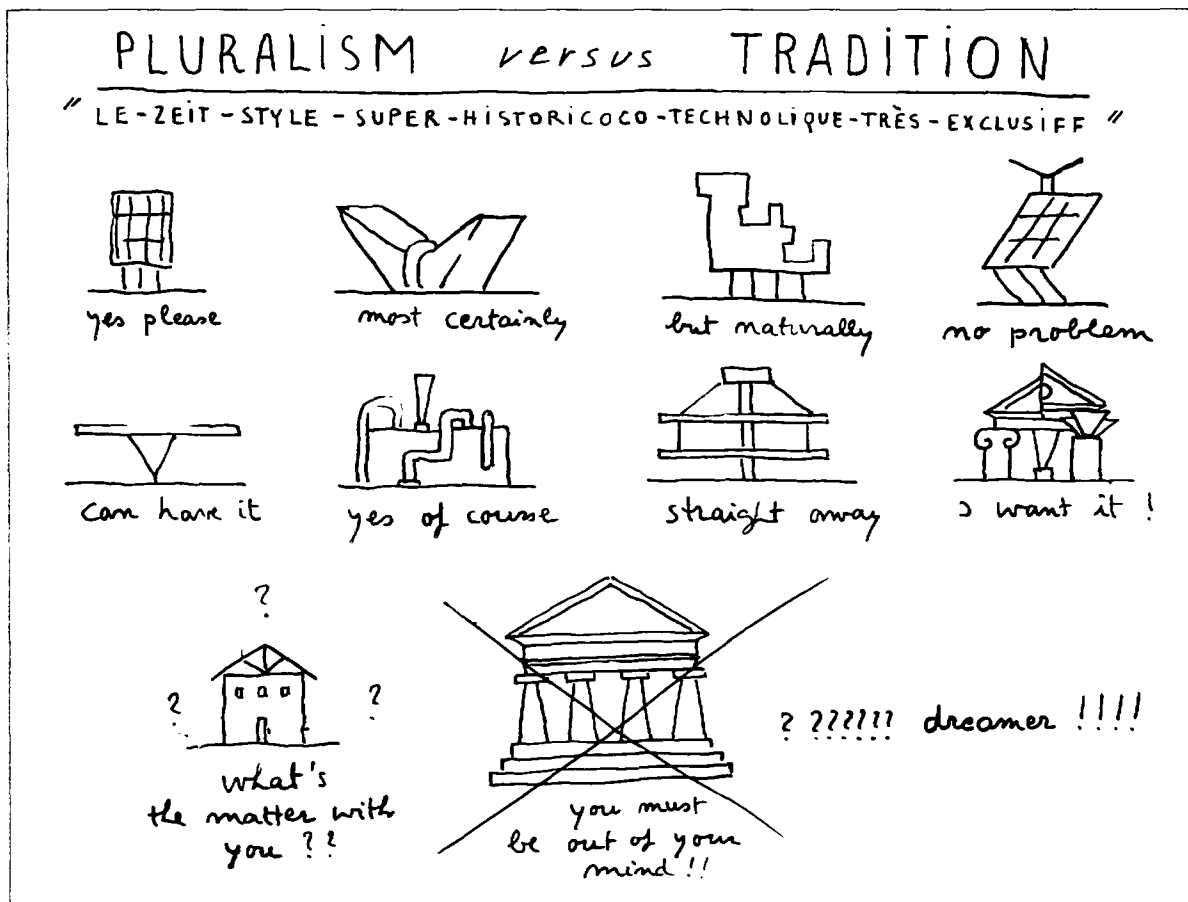 PLURALiSM versus TRADiTiON
" LE-ZEiT-STYLE-SUPER-HiSTORiCOCO-TECHNOLiQUE-TRÈS-EXCLUSiFF "
yes please
most certainly
but naturally
no problem
can have it
yes of course
straight away
I want it !
?
? ?
? ?????? dreamer !!!!
what's
the matter with
you ??
you must
be out of your
mind !!